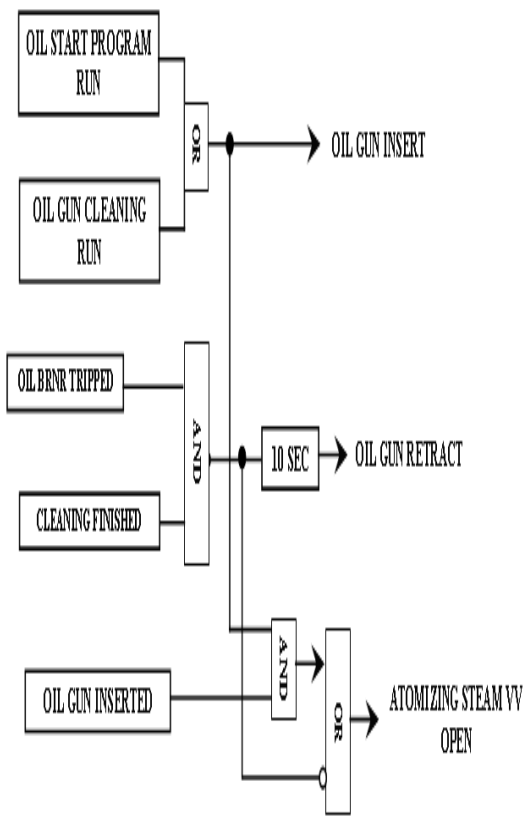 OIL START PROGRAM
RUN
OR
OIL GUN INSERT
OIL GUN CLEANING
RUN
OIL BRNR TRIPPED
AND
10 SEC
OIL GUN RETRACT
CLEANING FINISHED
AND
OIL GUN INSERTED
OR
ATOMIZING STEAM VV
OPEN